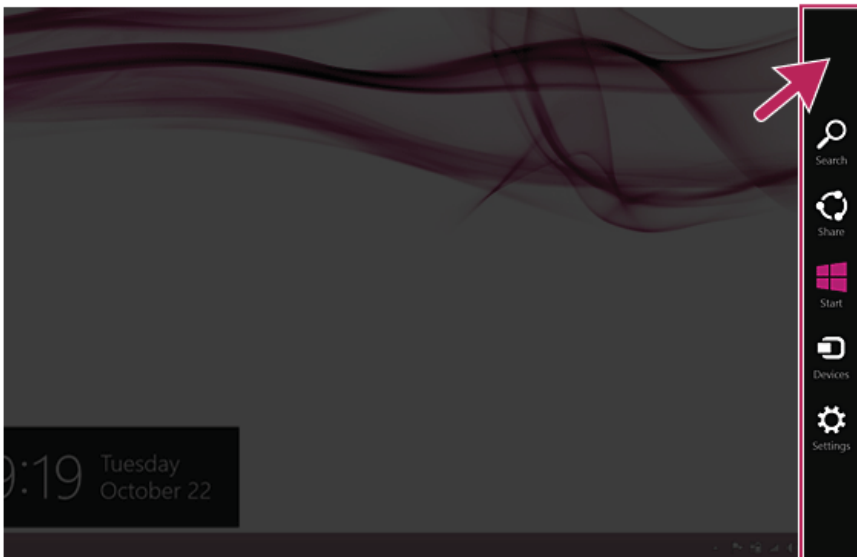 Search
Share
Start
Devices
Settings
9:19 Tuesday
October 22